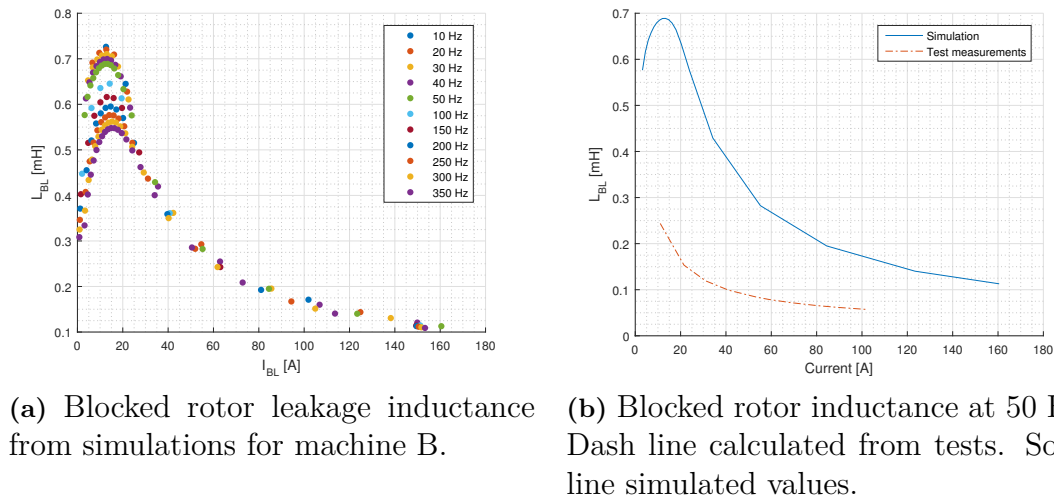 0.8
0.7
0.6
0.5
0.4
0.3
0.2
0.1
L_BL [mH]
0 20 40 60 80 100 120 140 160 180
I_BL [A]
10 Hz
20 Hz
30 Hz
40 Hz
50 Hz
100 Hz
150 Hz
200 Hz
250 Hz
300 Hz
350 Hz
0.7
0.6
0.5
0.4
0.3
0.2
0.1
0
L_BL [mH]
0 20 40 60 80 100 120 140 160 180
Current [A]
Simulation
Test measurements
(a) Blocked rotor leakage inductance
from simulations for machine B.
(b) Blocked rotor inductance at 50
Dash line calculated from tests.
line simulated values.